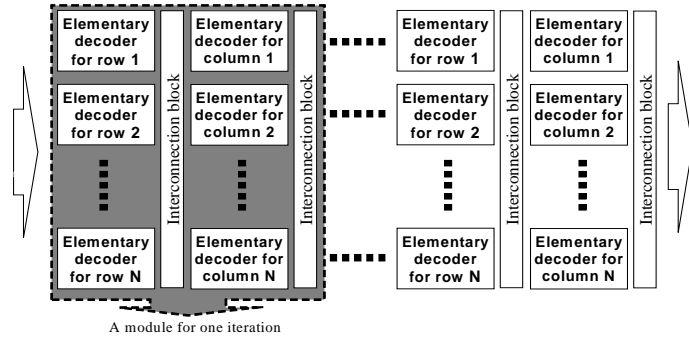 Elementary
decoder
for row 1
Elementary
decoder for
column 1
Elementary
decoder
for row 2
Elementary
decoder for
column 2
Elementary
decoder
for row N
Elementary
decoder for
column N
Interconnection block
Interconnection block
Elementary
decoder
for row 1
Elementary
decoder for
column 1
Elementary
decoder
for row 2
Elementary
decoder for
column 2
Elementary
decoder
for row N
Elementary
decoder for
column N
Interconnection block
Interconnection block
A module for one iteration